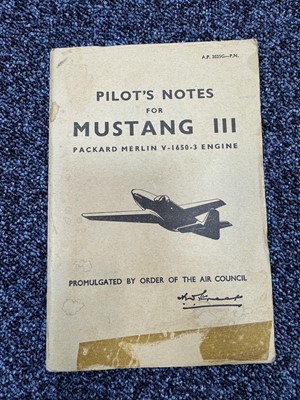 A.P. 2025G—P.N.
PILOT'S NOTES
FOR
MUSTANG III
PACKARD MERLIN V-1650-3 ENGINE
PROMULGATED BY ORDER OF THE AIR COUNCIL